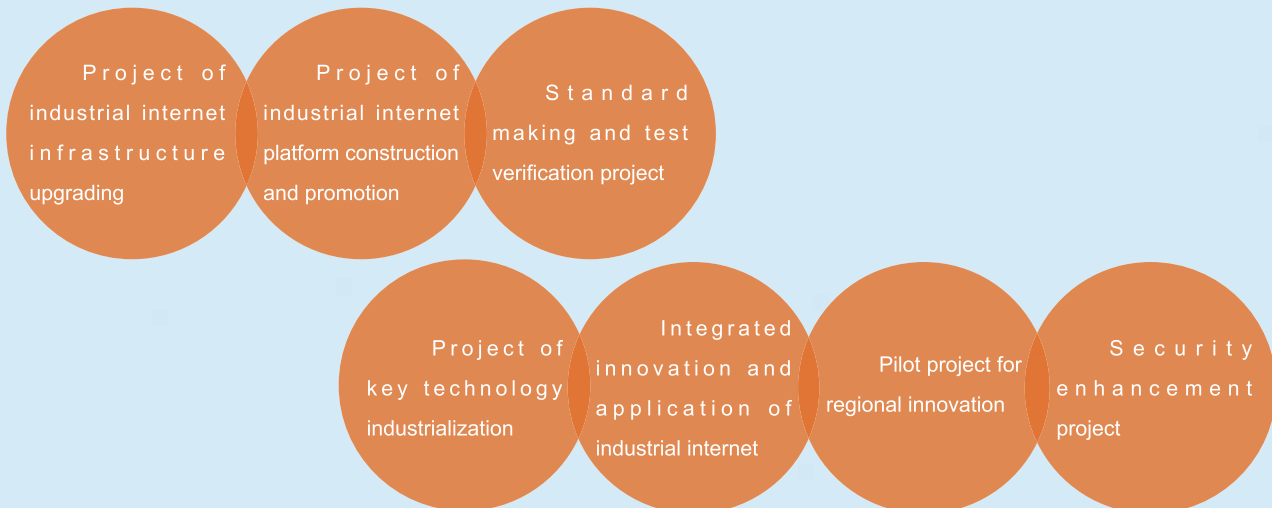 Project of
industrial internet
infrastructure
upgrading
Project of
industrial internet
platform construction
and promotion
Standard
making and test
verification project
Project of
key technology
industrialization
Integrated
innovation and
application of
industrial internet
Pilot project for
regional innovation
Security
enhancement
project